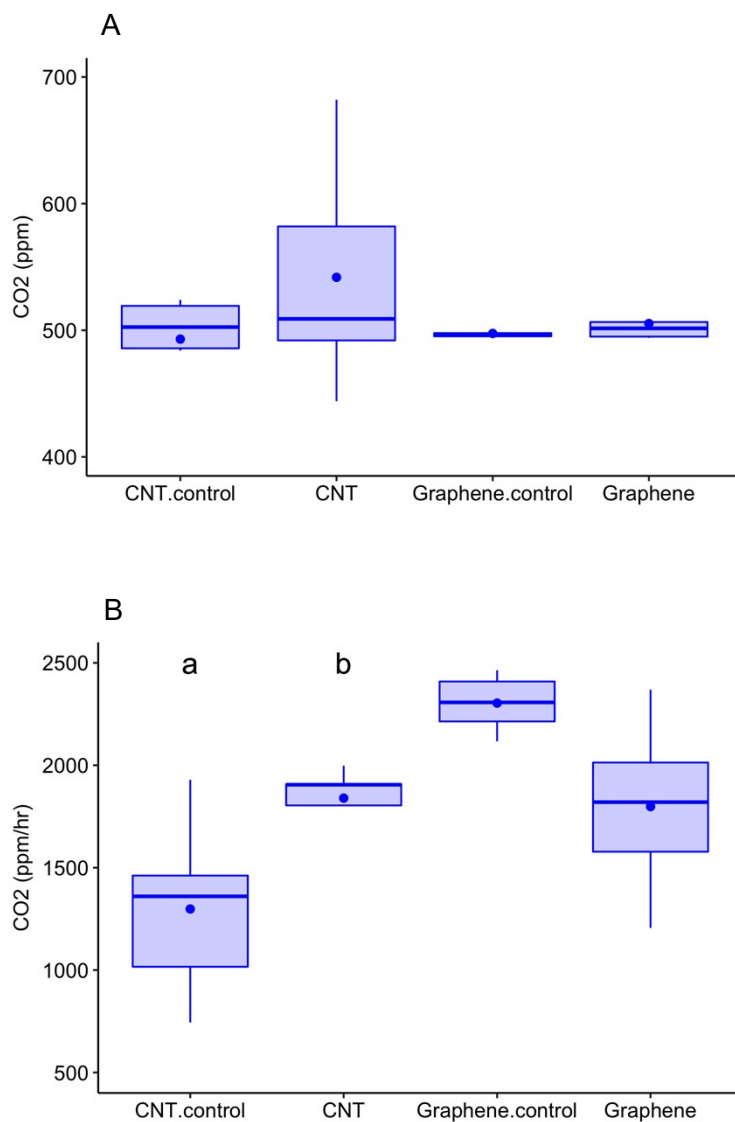 A
CO2 (ppm)
700
600
500
400
CNT.control CNT Graphene.control Graphene
B
a b
CO2 (ppm/hr)
2500
2000
1500
1000
500
CNT.control CNT Graphene.control Graphene